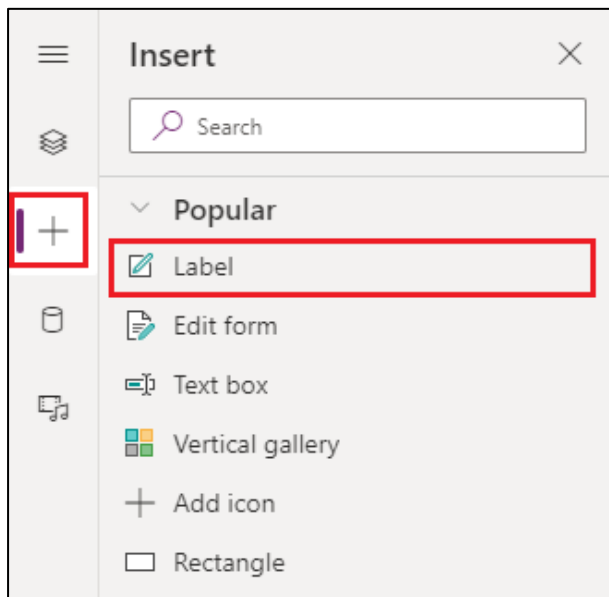 Insert
Search
Popular
Label
Edit form
Text box
Vertical gallery
Add icon
Rectangle